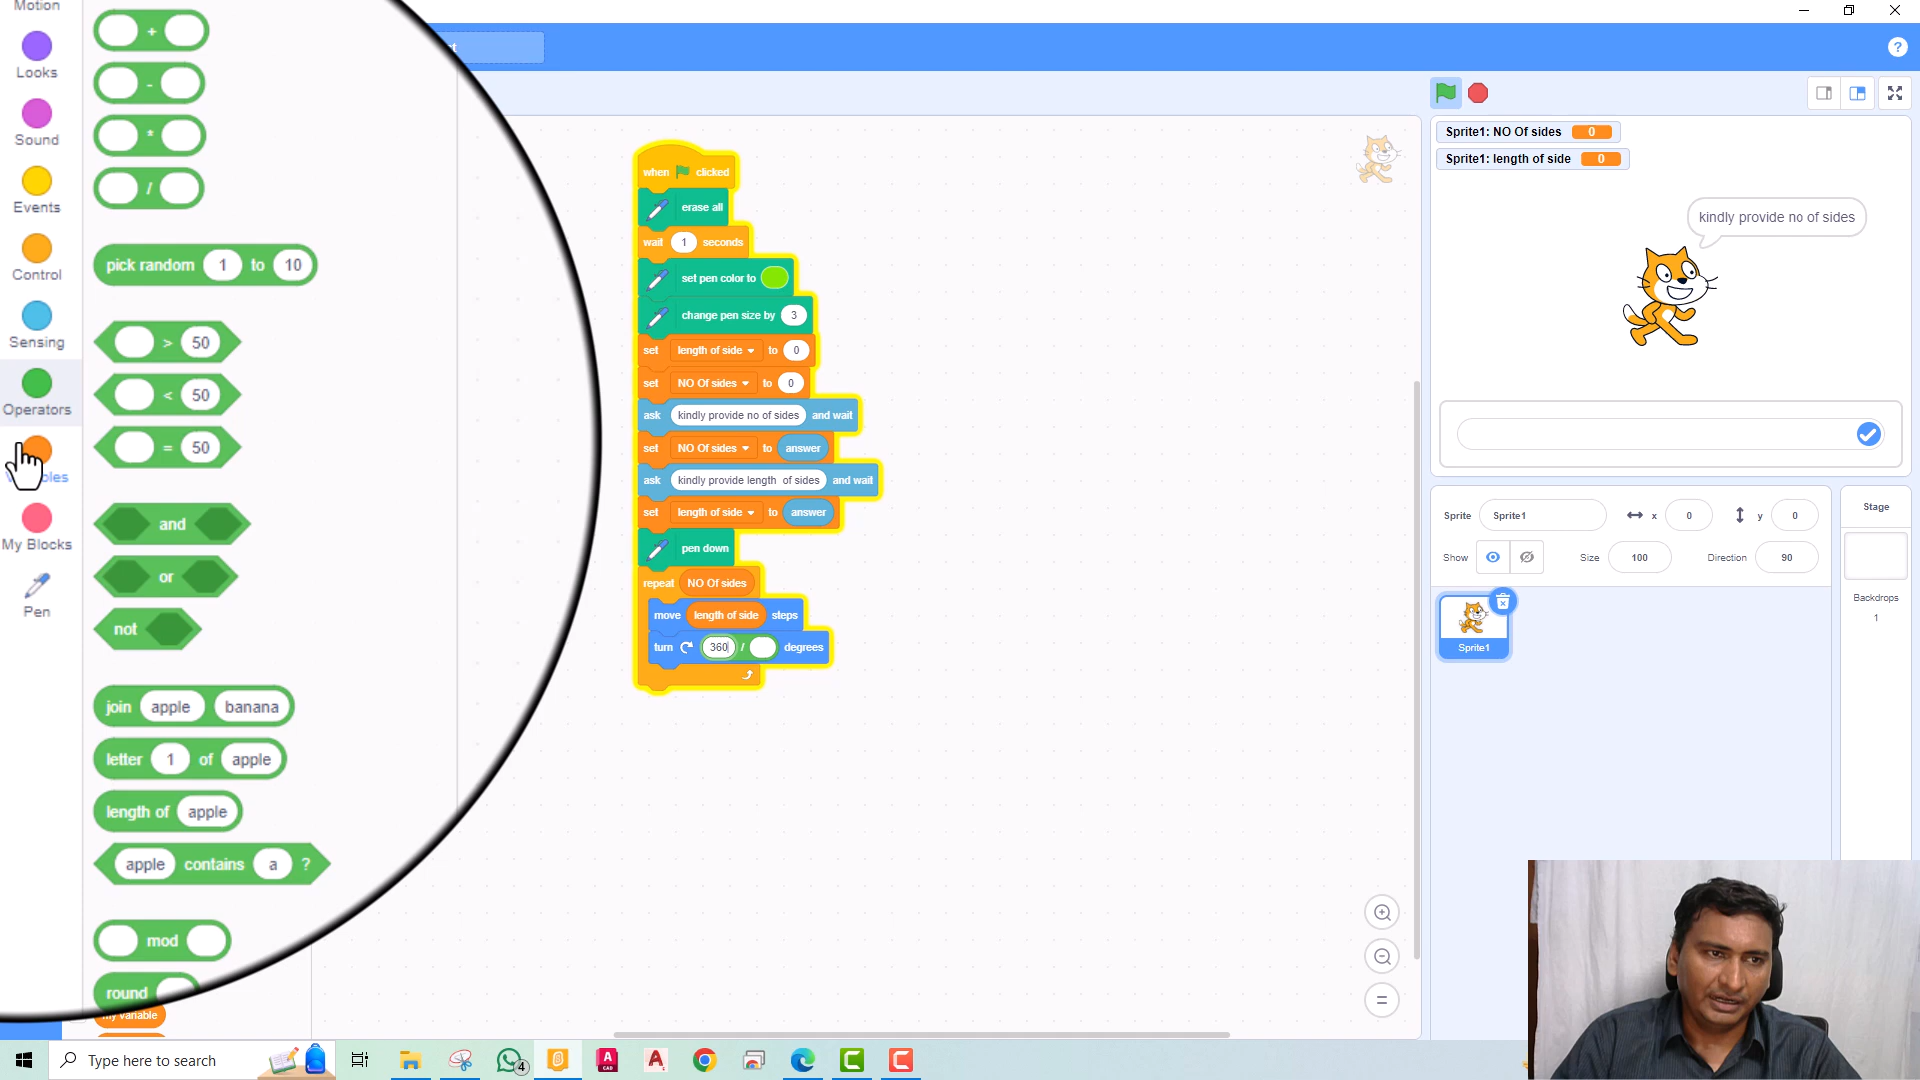 Motion
Looks
Sound
Events
Control
Sensing
Operators
My Blocks
Pen
+
-
*
/
pick random 1 to 10
> 50
< 50
= 50
and
or
not
join apple banana
letter 1 of apple
length of apple
apple contains a ?
mod
round
my variable
when clicked
erase all
wait 1 seconds
set pen color to
change pen size by 3
set length of side to 0
set NO Of sides to 0
ask kindly provide no of sides and wait
set NO Of sides to answer
ask kindly provide length of sides and wait
set length of side to answer
pen down
repeat NO Of sides
move length of side steps
turn 360 / degrees
Sprite1: NO Of sides 0
Sprite1: length of side 0
kindly provide no of sides
Sprite Sprite1 x 0 y 0
Show Size 100 Direction 90
Sprite1
Stage
Backdrops
1
Type here to search
4